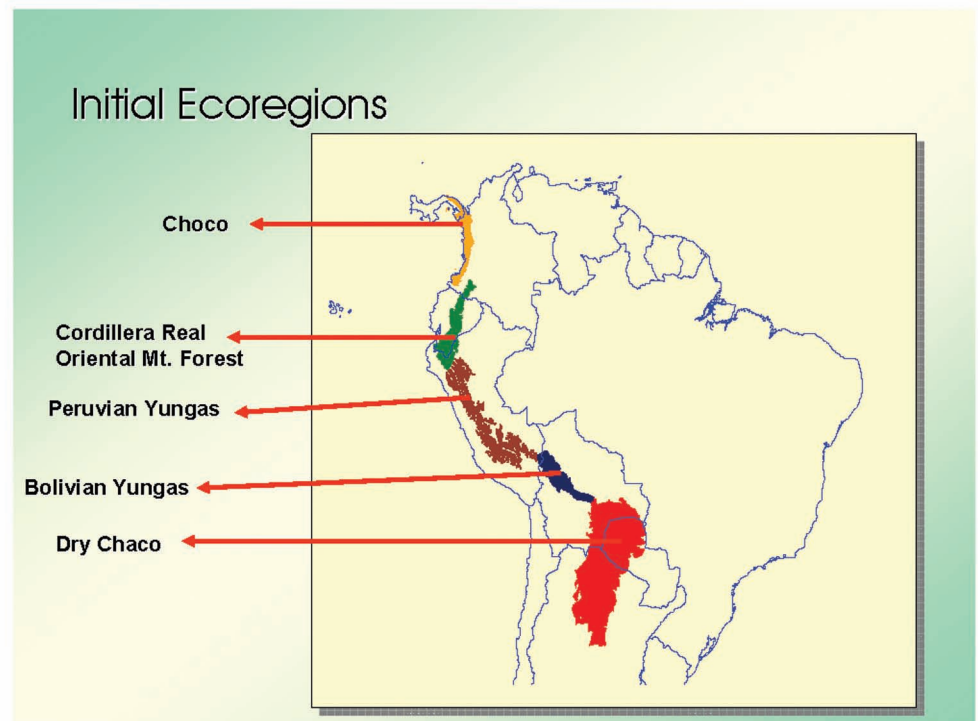 Initial Ecoregions
Choco
Cordillera Real
Oriental Mt. Forest
Peruvian Yungas
Bolivian Yungas
Dry Chaco